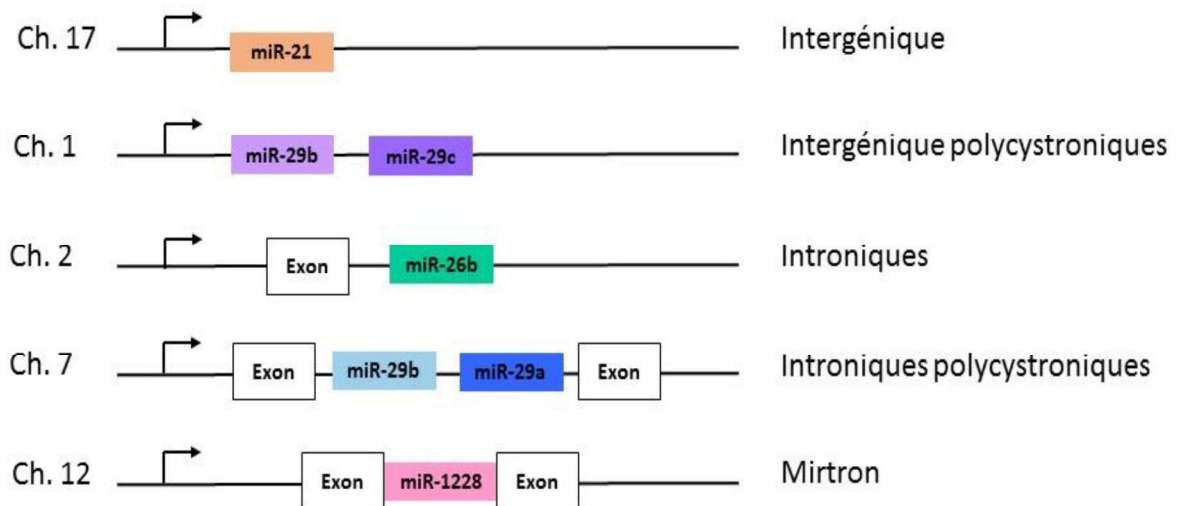 Ch. 17 miR-21 Intergénique
Ch. 1 miR-29b miR-29c Intergénique polycystroniques
Ch. 2 Exon miR-26b Introniques
Ch. 7 Exon miR-29b miR-29a Exon Introniques polycystroniques
Ch. 12 Exon miR-1228 Exon Mirtron